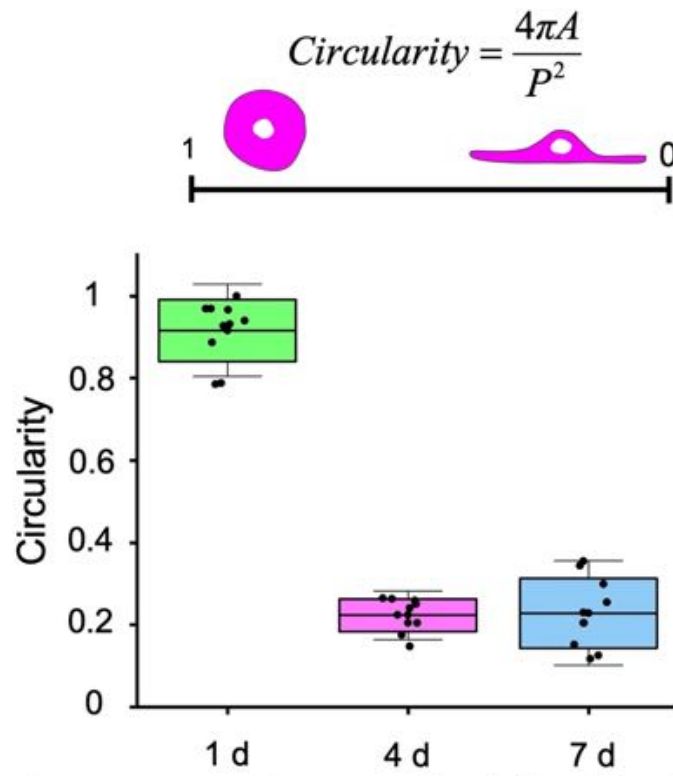 Circularity = 4πA / P²
1 0
Circularity
1
0.8
0.6
0.4
0.2
0
1 d 4 d 7 d